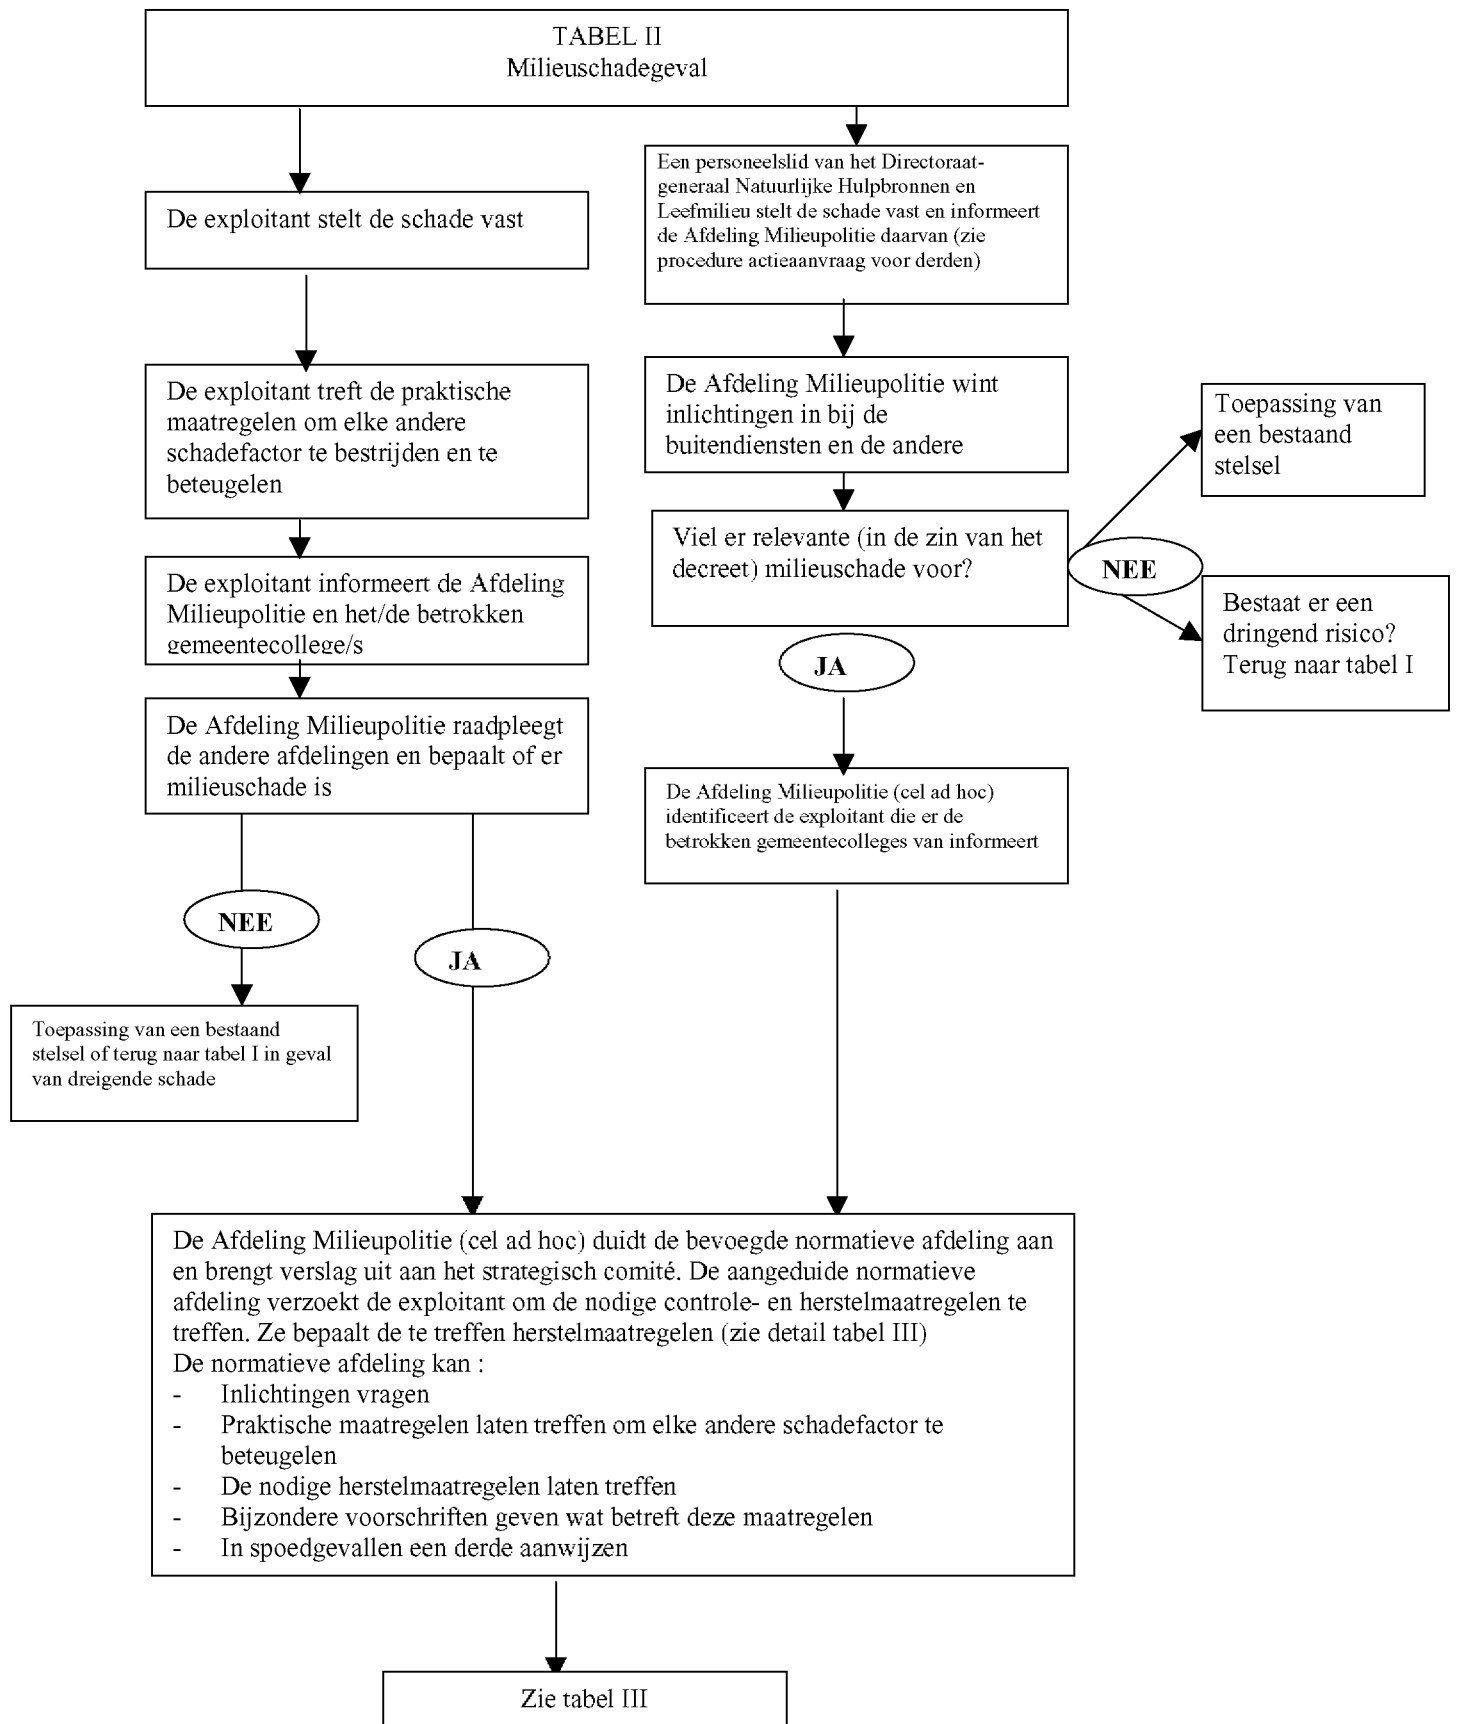 TABEL II
Milieuschadegeval
De exploitant stelt de schade vast
De exploitant treft de praktische
maatregelen om elke andere
schadefactor te bestrijden en te
beteugelen
De exploitant informeert de Afdeling
Milieupolitie en het/de betrokken
gemeentecollege/s
De Afdeling Milieupolitie raadpleegt
de andere afdelingen en bepaalt of er
milieuschade is
NEE
JA
Toepassing van een bestaand
stelsel of terug naar tabel I in geval
van dreigende schade
Een personeelslid van het Directoraat-
generaal Natuurlijke Hulpbronnen en
Leefmilieu stelt de schade vast en informeert
de Afdeling Milieupolitie daarvan (zie
procedure actieaanvraag voor derden)
De Afdeling Milieupolitie wint
inlichtingen in bij de
buitendiensten en de andere
Viel er relevante (in de zin van het
decreet) milieuschade voor?
NEE
Toepassing van
een bestaand
stelsel
Bestaat er een
dringend risico?
Terug naar tabel I
JA
De Afdeling Milieupolitie (cel ad hoc)
identificeert de exploitant die er de
betrokken gemeentecolleges van informeert
De Afdeling Milieupolitie (cel ad hoc) duidt de bevoegde normatieve afdeling aan
en brengt verslag uit aan het strategisch comité. De aangeduide normatieve
afdeling verzoekt de exploitant om de nodige controle- en herstelmaatregelen te
treffen. Ze bepaalt de te treffen herstelmaatregelen (zie detail tabel III)
De normatieve afdeling kan :
- Inlichtingen vragen
- Praktische maatregelen laten treffen om elke andere schadefactor te
beteugelen
- De nodige herstelmaatregelen laten treffen
- Bijzondere voorschriften geven wat betreft deze maatregelen
- In spoedgevallen een derde aanwijzen
Zie tabel III